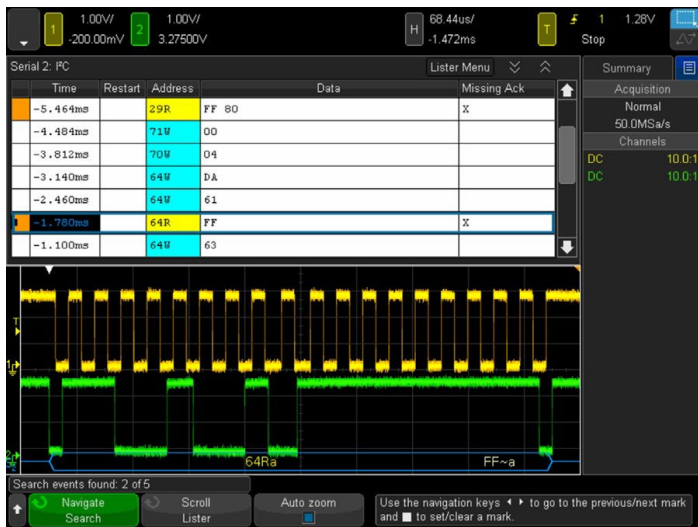 1 1.00V/ -200.00mV
2 1.00V/ 3.27500V
H 68.44us/ -1.472ms
T 1 1.28V Stop
Serial 2: I²C Lister Menu
Time Restart Address Data Missing Ack
-5.464ms 29R FF 80 X
-4.484ms 71W 00
-3.812ms 70W 04
-3.140ms 64W DA
-2.460ms 64W 61
-1.780ms 64R FF X
-1.100ms 64W 63
Summary
Acquisition
Normal
50.0MSa/s
Channels
DC 10.0:1
DC 10.0:1
T
1
2
64Ra FF~a
Search events found: 2 of 5
Navigate Search
Scroll Lister
Auto zoom
Use the navigation keys to go to the previous/next mark
and to set/clear a mark.